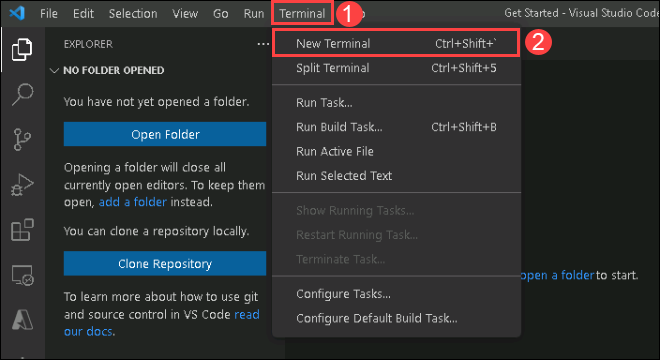 File Edit Selection View Go Run Terminal 1 Get Started - Visual Studio Code
EXPLORER ...
NO FOLDER OPENED
You have not yet opened a folder.
Open Folder
Opening a folder will close all
currently open editors. To keep them
open, add a folder instead.
You can clone a repository locally.
Clone Repository
To learn more about how to use git
and source control in VS Code read
our docs.
New Terminal Ctrl+Shift+` 2
Split Terminal Ctrl+Shift+5
Run Task...
Run Build Task... Ctrl+Shift+B
Run Active File
Run Selected Text
Show Running Tasks...
Restart Running Task...
Terminate Task...
Configure Tasks...
Configure Default Build Task...
open a folder to start.